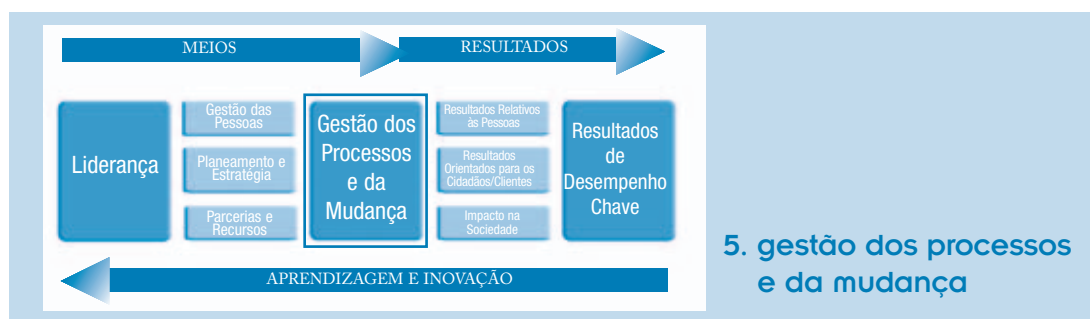 MEIOS
RESULTADOS
Liderança
Gestão das
Pessoas
Planeamento e
Estratégia
Parcerias e
Recursos
Gestão dos
Processos
e da
Mudança
Resultados Relativos
às Pessoas
Resultados
Orientados para os
Cidadãos/Clientes
Impacto na
Sociedade
Resultados
de
Desempenho
Chave
APRENDIZAGEM E INOVAÇÃO
5. gestão dos processos
e da mudança